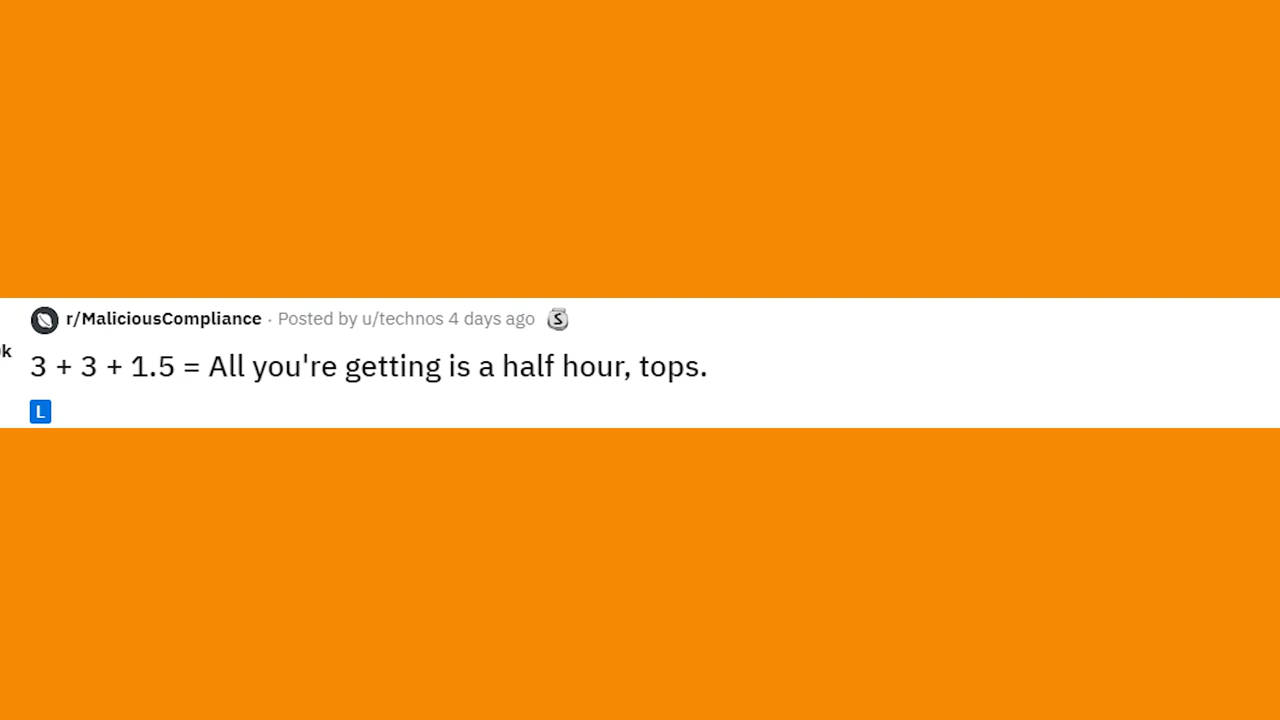 r/MaliciousCompliance · Posted by u/technos 4 days ago S
k
3 + 3 + 1.5 = All you're getting is a half hour, tops.
L